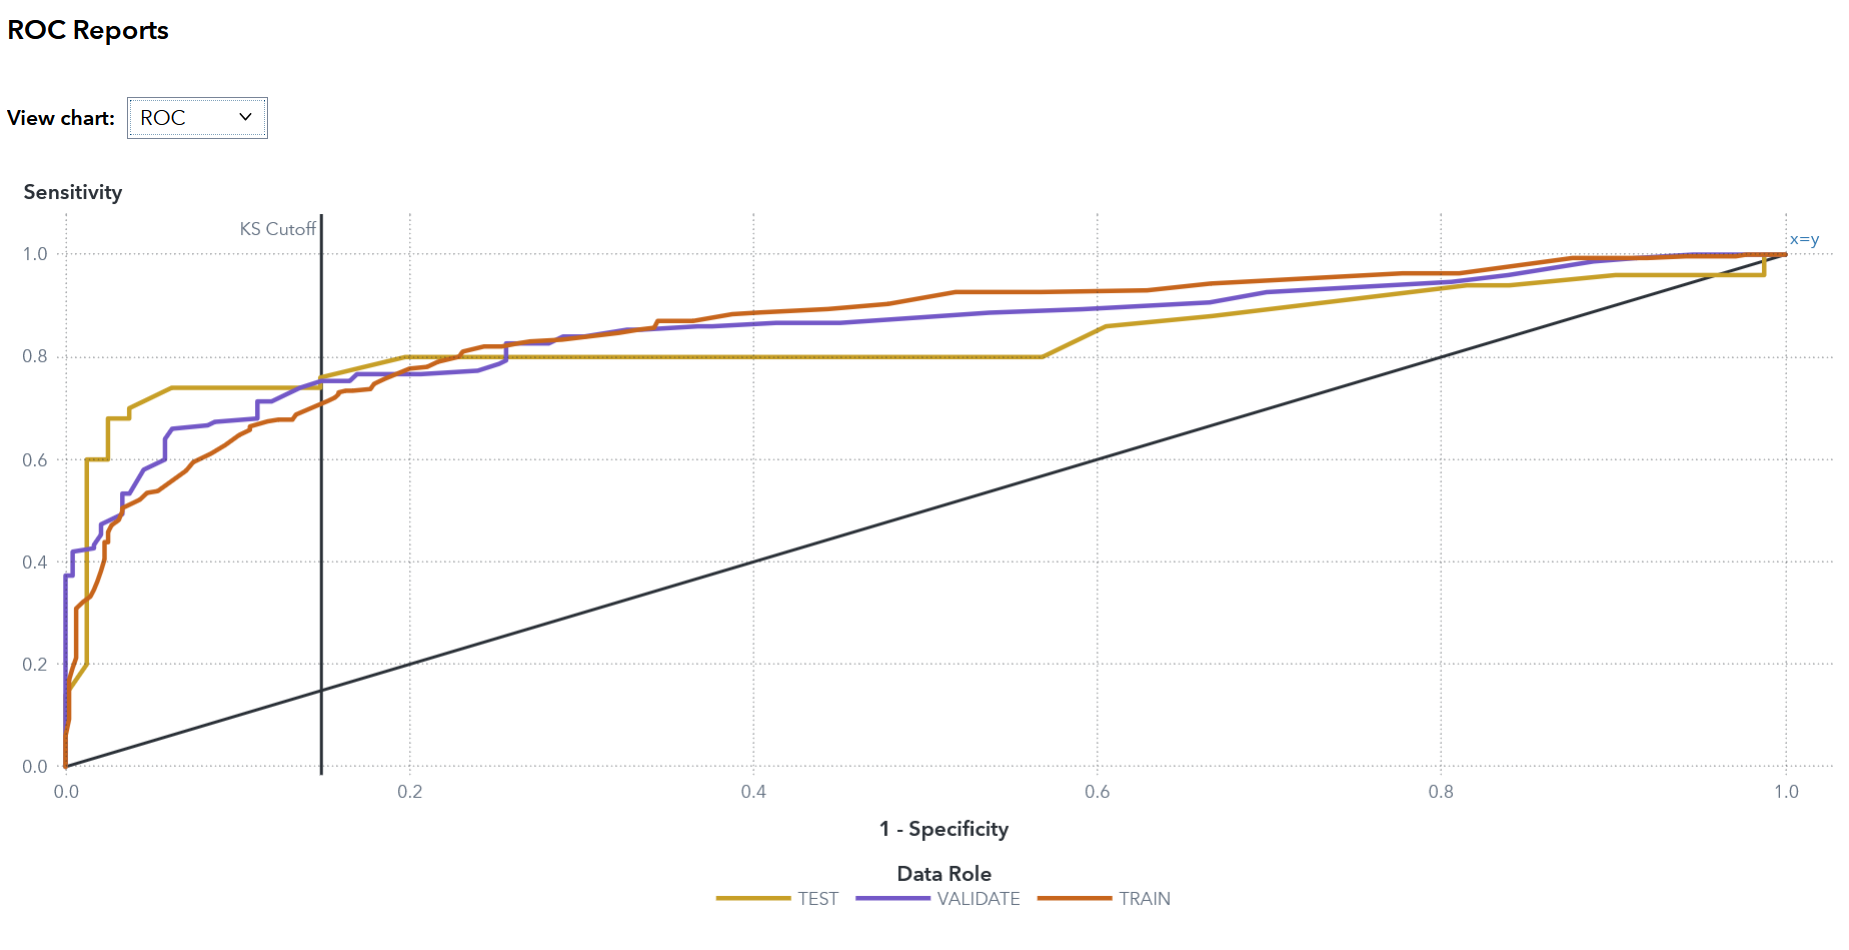 ROC Reports
View chart: ROC
Sensitivity
KS Cutoff
x=y
1.0
0.8
0.6
0.4
0.2
0.0
0.0 0.2 0.4 0.6 0.8 1.0
1 - Specificity
Data Role
TEST VALIDATE TRAIN